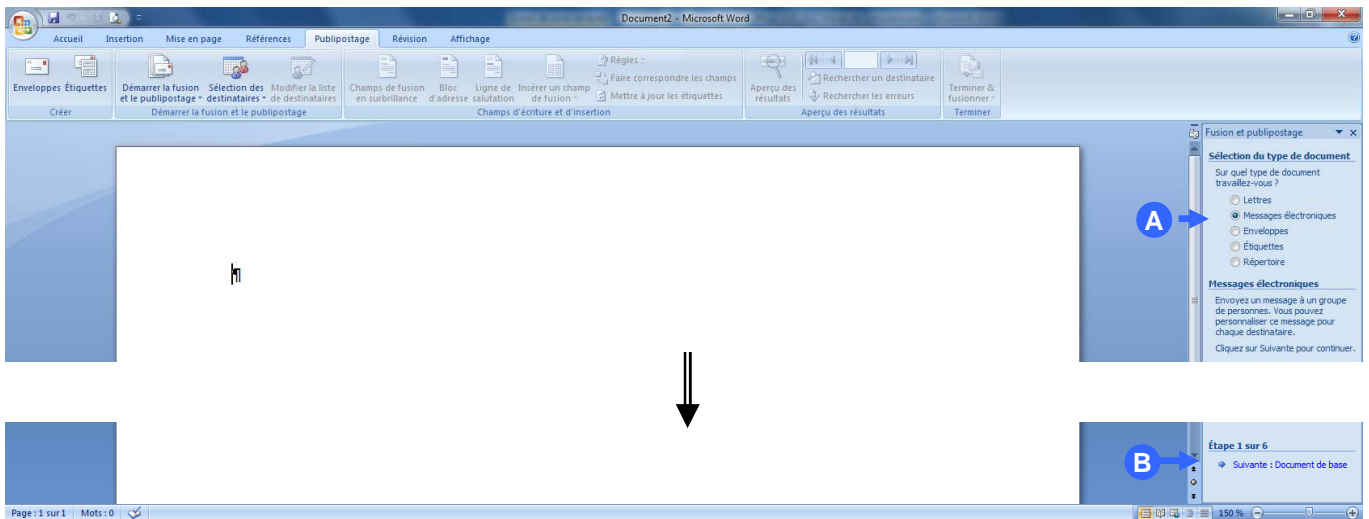 Document2 - Microsoft Word
Accueil Insertion Mise en page Références Publipostage Révision Affichage
Enveloppes Étiquettes
Créer
Démarrer la fusion et le publipostage
Sélection des destinataires
Modifier la liste de destinataires
Démarrer la fusion et le publipostage
Champs de fusion en surbrillance
Bloc d'adresse
Ligne de salutation
Insérer un champ de fusion
Règles
Faire correspondre les champs
Mettre à jour les étiquettes
Champs d'écriture et d'insertion
Aperçu des résultats
Rechercher un destinataire
Rechercher les erreurs
Aperçu des résultats
Terminer & fusionner
Terminer
Fusion et publipostage
Sélection du type de document
Sur quel type de document
travaillez-vous ?
Lettres
A
Messages électroniques
Enveloppes
Étiquettes
Répertoire
¶
Messages électroniques
Envoyez un message à un groupe
de personnes. Vous pouvez
personnaliser ce message pour
chaque destinataire.
Cliquez sur Suivante pour continuer.
Étape 1 sur 6
B
Suivante : Document de base
Page : 1 sur 1 Mots : 0
150 %